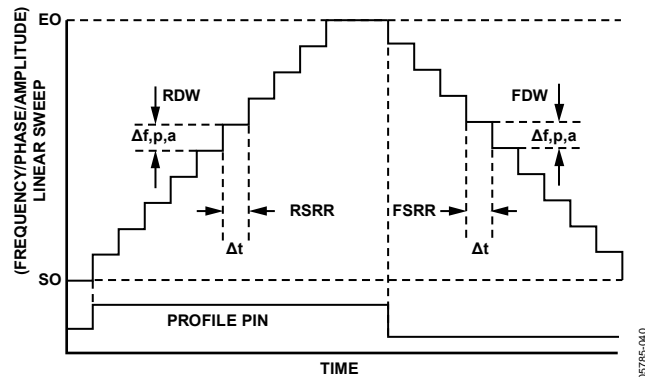 EO
(FREQUENCY/PHASE/AMPLITUDE)
LINEAR SWEEP
RDW
Δf,p,a
RSRR
Δt
FDW
Δf,p,a
FSRR
Δt
SO
PROFILE PIN
TIME
05785-040